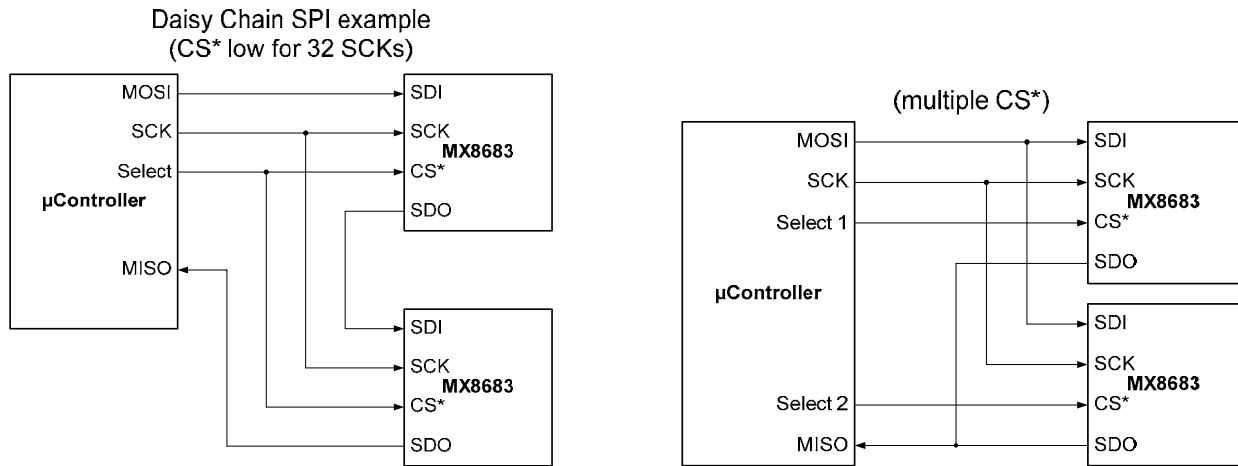 Daisy Chain SPI example
(CS* low for 32 SCKs)
MOSI
SCK
Select
µController
MISO
SDI
SCK
MX8683
CS*
SDO
SDI
SCK
MX8683
CS*
SDO
(multiple CS*)
MOSI
SCK
Select 1
µController
Select 2
MISO
SDI
SCK
MX8683
CS*
SDO
SDI
SCK
MX8683
CS*
SDO